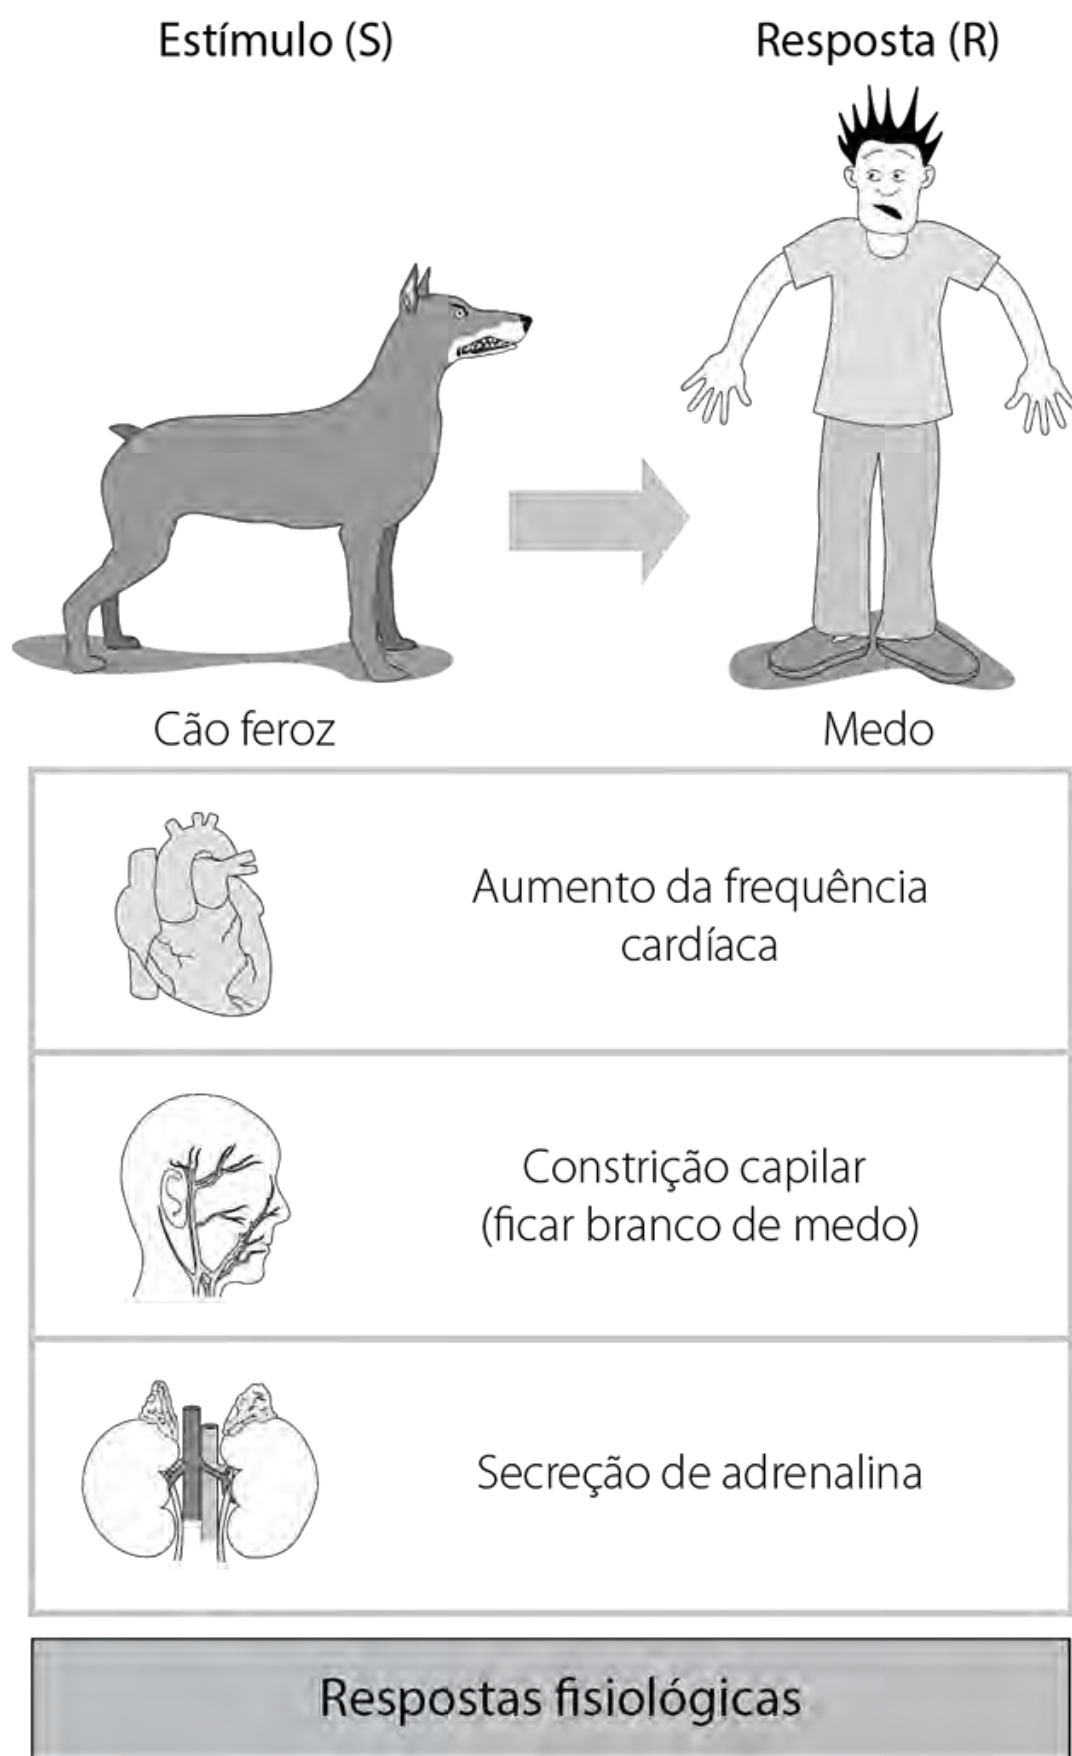 Estímulo (S)
Resposta (R)
Cão feroz
Medo
Aumento da frequência
cardíaca
Constrição capilar
(ficar branco de medo)
Secreção de adrenalina
Respostas fisiológicas